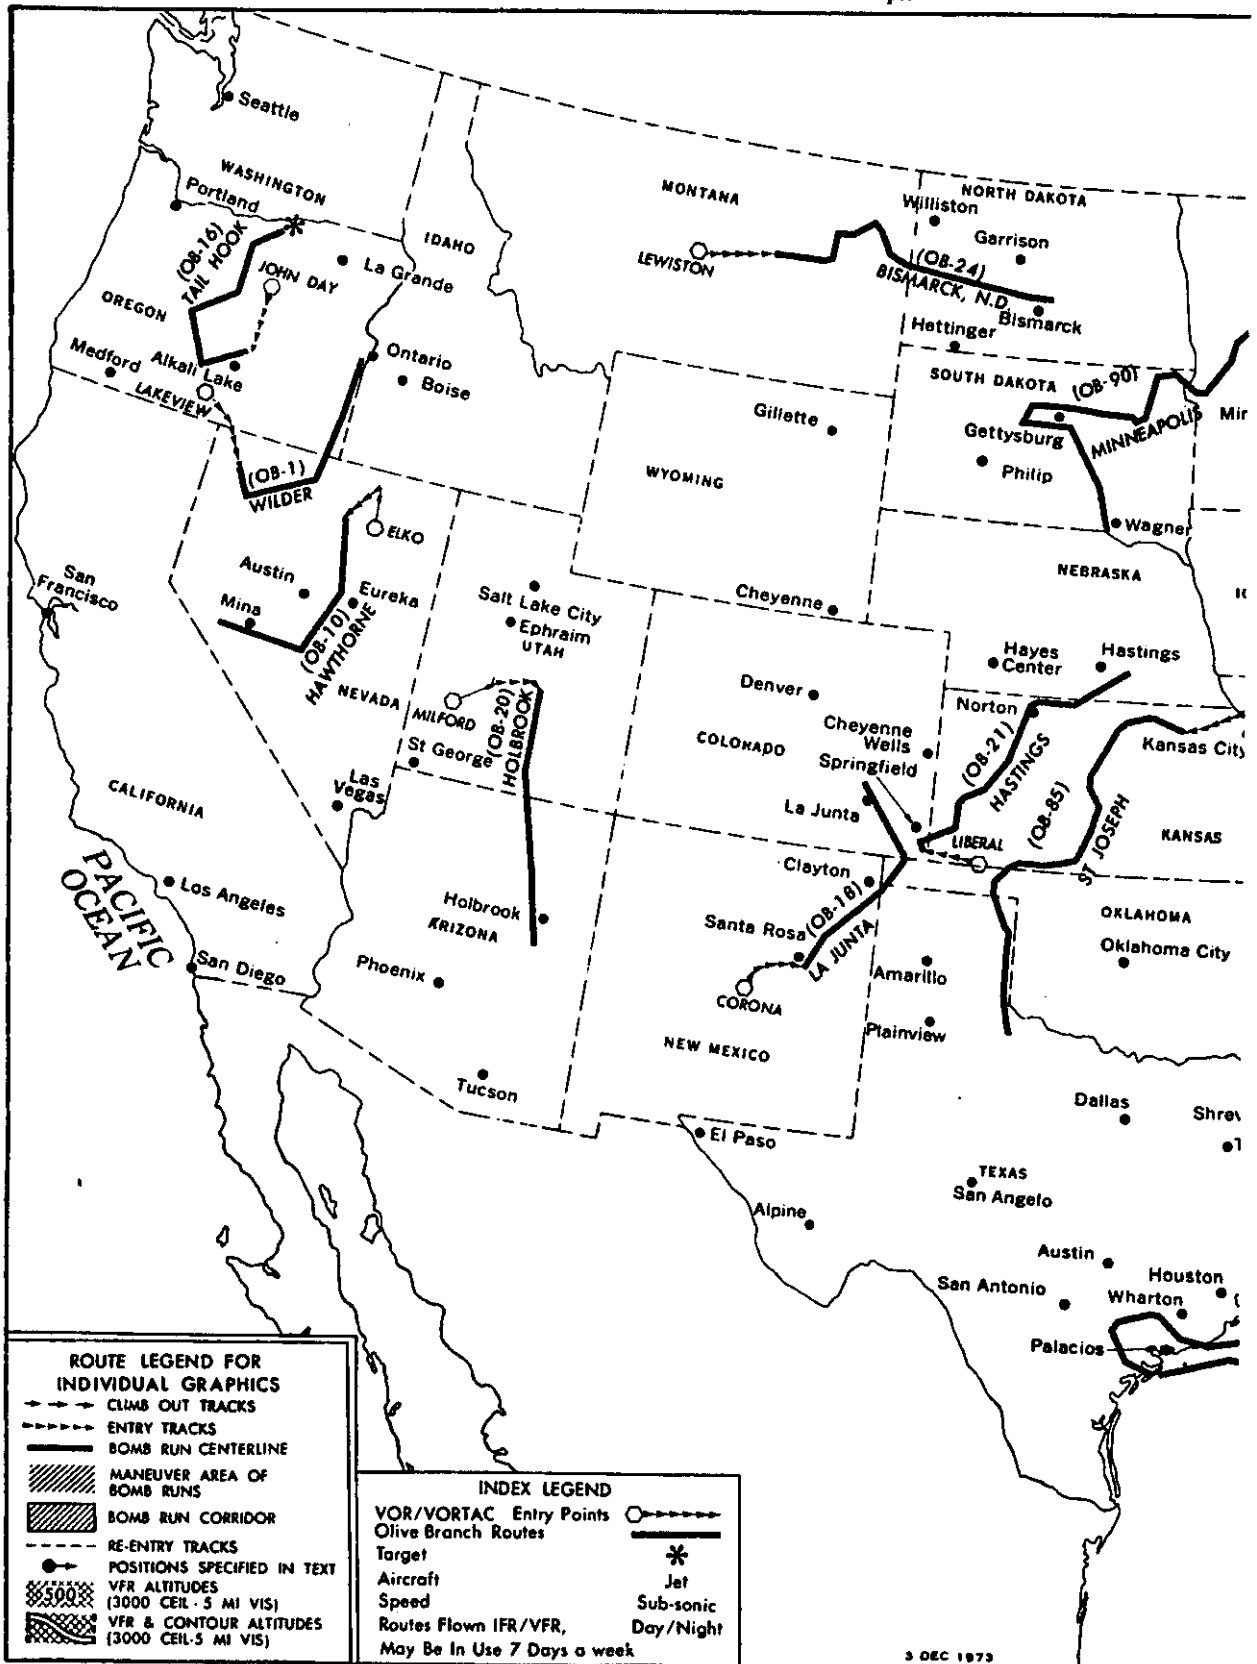 Seattle
WASHINGTON
Portland
(OB-16)
TAIL HOOK
JOHN DAY
La Grande
IDAHO
OREGON
Medford
Alkali Lake
LAKEVIEW
Ontario
Boise
(OB-1)
WILDER
ELKO
MONTANA
LEWISTON
NORTH DAKOTA
Williston
Garrison
(OB-24)
BISMARCK, N.D.
Bismarck
Hettinger
SOUTH DAKOTA
(OB-90)
MINNEAPOLIS
Gettysburg
Philip
Wagner
Gillette
WYOMING
Cheyenne
NEBRASKA
San
Francisco
Austin
Mina
Eureka
(OB-10)
HAWTHORNE
NEVADA
Salt Lake City
Ephraim
UTAH
MILFORD
(OB-20)
HOLBROOK
St George
Las
Vegas
CALIFORNIA
Hayes
Center
Hastings
Denver
Norton
Cheyenne
Wells
COLORADO
Springfield
(OB-21)
HASTINGS
Kansas City
La Junta
(OB-85)
ST JOSEPH
LIBERAL
KANSAS
PACIFIC
OCEAN
Los Angeles
San Diego
Holbrook
ARIZONA
Phoenix
Tucson
Clayton
(OB-18)
LA JUNTA
Santa Rosa
CORONA
Amarillo
Plainview
NEW MEXICO
OKLAHOMA
Oklahoma City
El Paso
Dallas
Shrev
TEXAS
San Angelo
Alpine
Austin
San Antonio
Houston
Wharton
Palacios
ROUTE LEGEND FOR
INDIVIDUAL GRAPHICS
CLIMB OUT TRACKS
ENTRY TRACKS
BOMB RUN CENTERLINE
MANEUVER AREA OF
BOMB RUNS
BOMB RUN CORRIDOR
RE-ENTRY TRACKS
POSITIONS SPECIFIED IN TEXT
500 VFR ALTITUDES
(3000 CEIL - 5 MI VIS)
VFR & CONTOUR ALTITUDES
(3000 CEIL-5 MI VIS)
INDEX LEGEND
VOR/VORTAC Entry Points
Olive Branch Routes
Target
Aircraft Jet
Speed Sub-sonic
Routes Flown IFR/VFR, Day/Night
May Be In Use 7 Days a week
3 DEC 1973